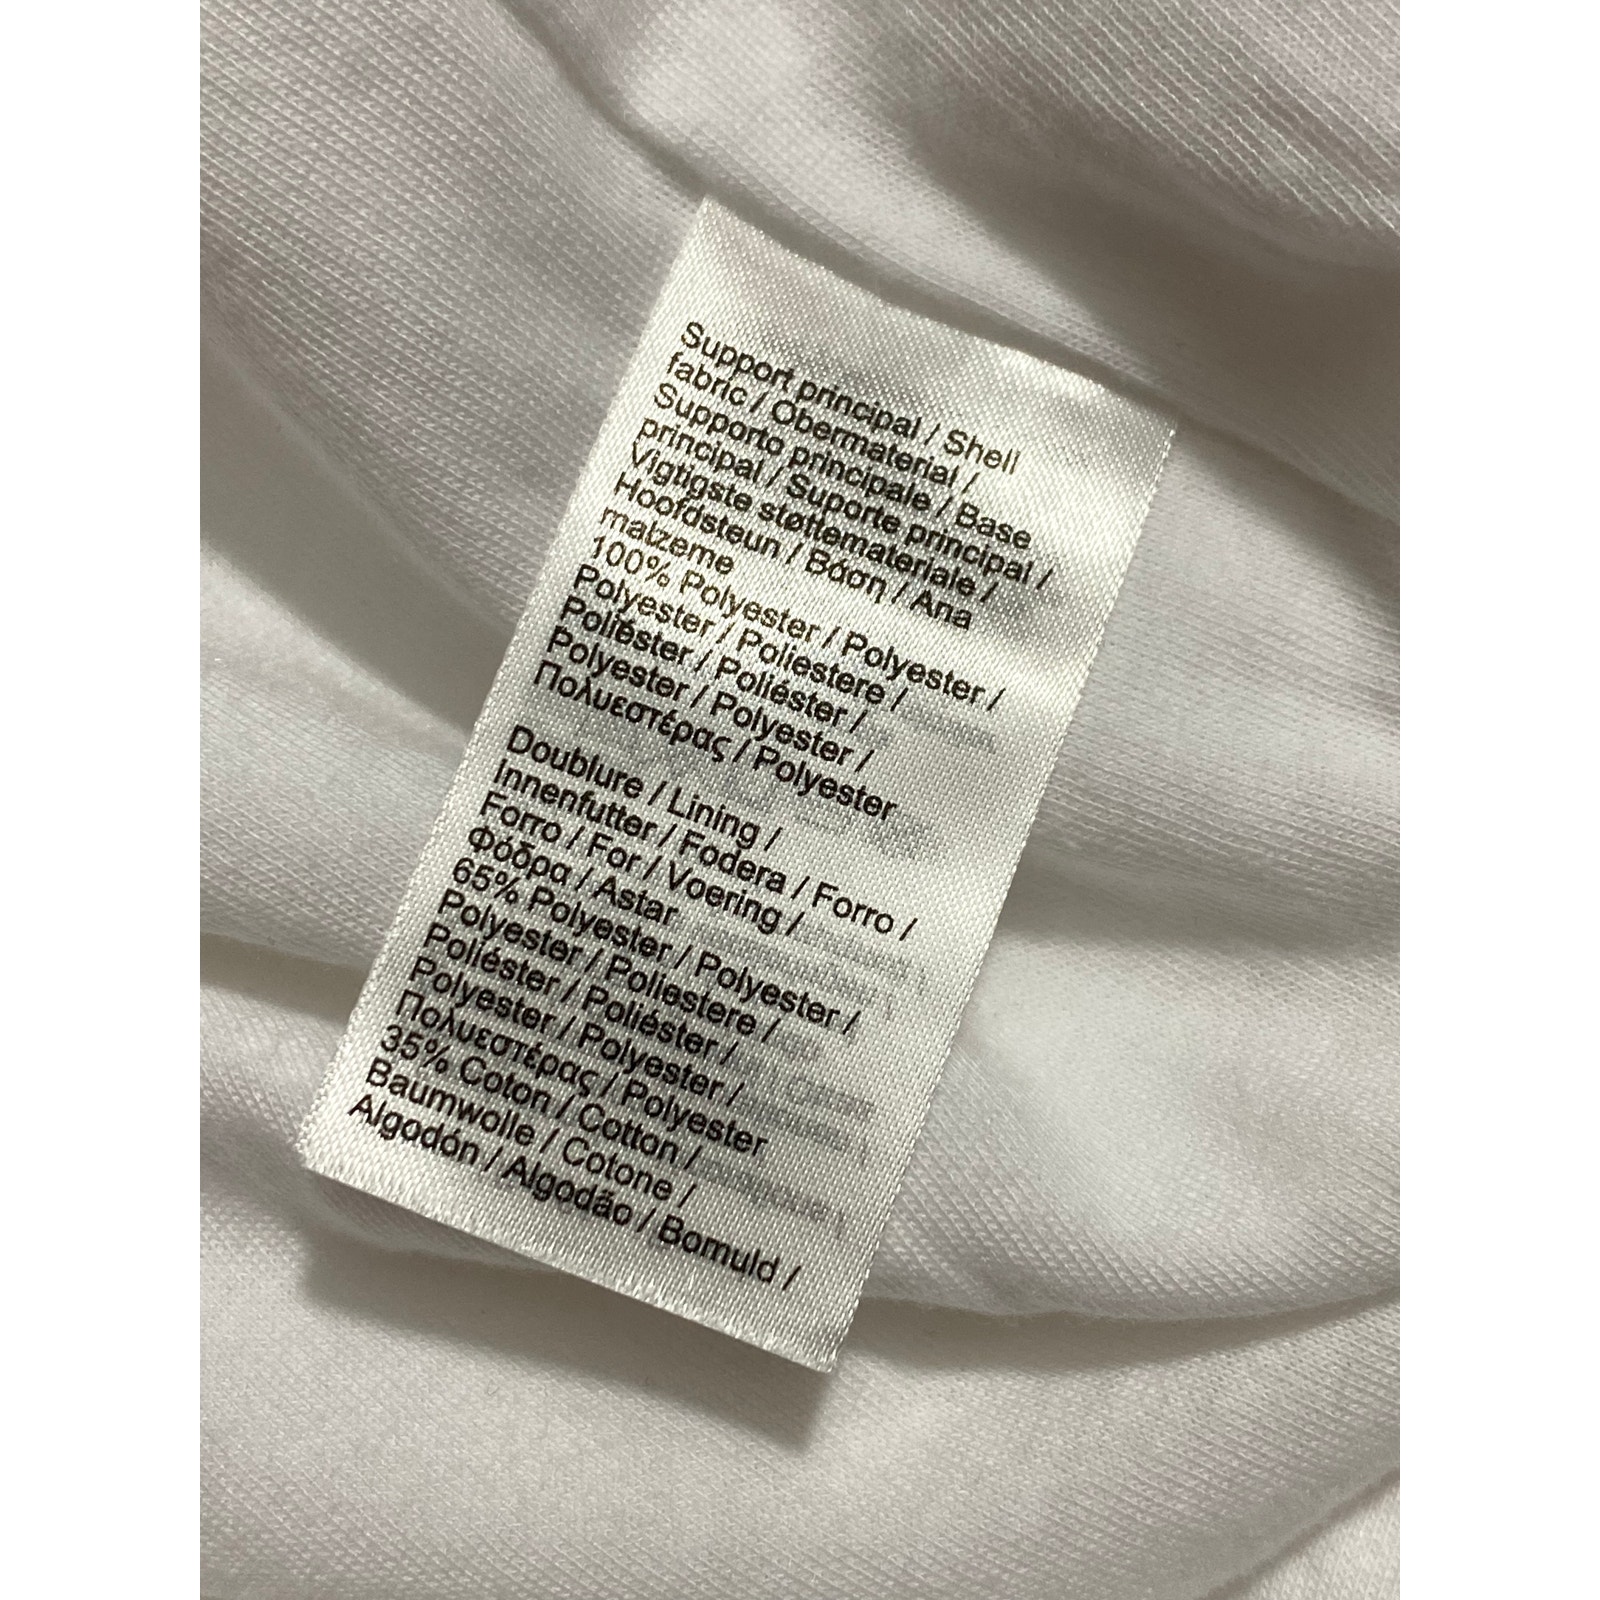 Support principal / Shell
fabric / Obermaterial /
Supporto principale / Base
principal / Suporte principal /
Vigtigste støttemateriale /
Hoofdsteun / Βάση / Ana
malzeme
100% Polyester / Polyester /
Polyester / Poliestere /
Poliéster / Poliéster /
Polyester / Polyester /
Πολυεστέρας / Polyester
Doublure / Lining /
Innenfutter / Fodera / Forro /
Forro / For / Voering /
Φόδρα / Astar
65% Polyester / Polyester /
Polyester / Poliestere /
Poliéster / Poliéster /
Polyester / Polyester /
Πολυεστέρας / Polyester
35% Coton / Cotton /
Baumwolle / Cotone /
Algodón / Algodão / Bomuld /